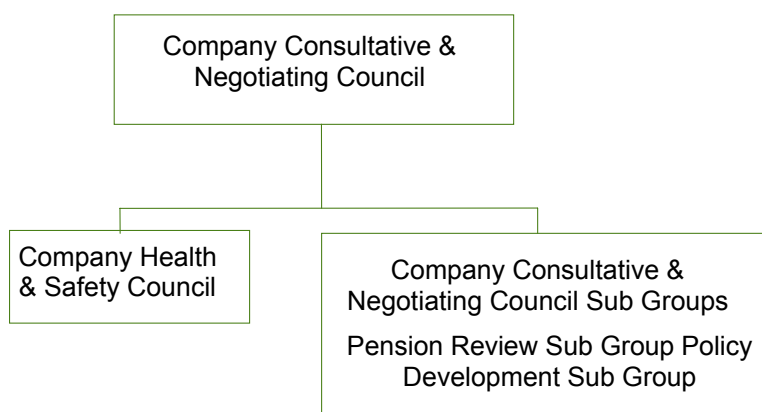 Company Consultative &
Negotiating Council
Company Health
& Safety Council
Company Consultative &
Negotiating Council Sub Groups
Pension Review Sub Group Policy
Development Sub Group